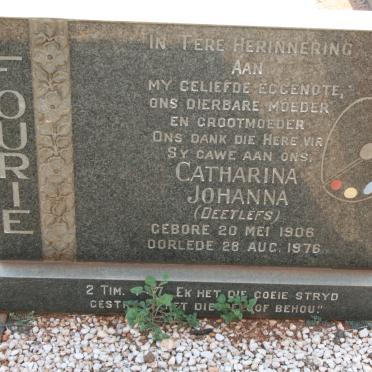 FOURIE
IN TERE HERINNERING
AAN
MY GELIEFDE EGGENOTE,
ONS DIERBARE MOEDER
EN GROOTMOEDER
ONS DANK DIE HERE VIR
SY GAWE AAN ONS.
CATHARINA
JOHANNA
(DEETLEFS)
GEBORE 20 MEI 1906
OORLEDE 28 AUG. 1976
2 TIM. EK HET DIE GOEIE STRYD
GESTR DIE OF BEHOU."